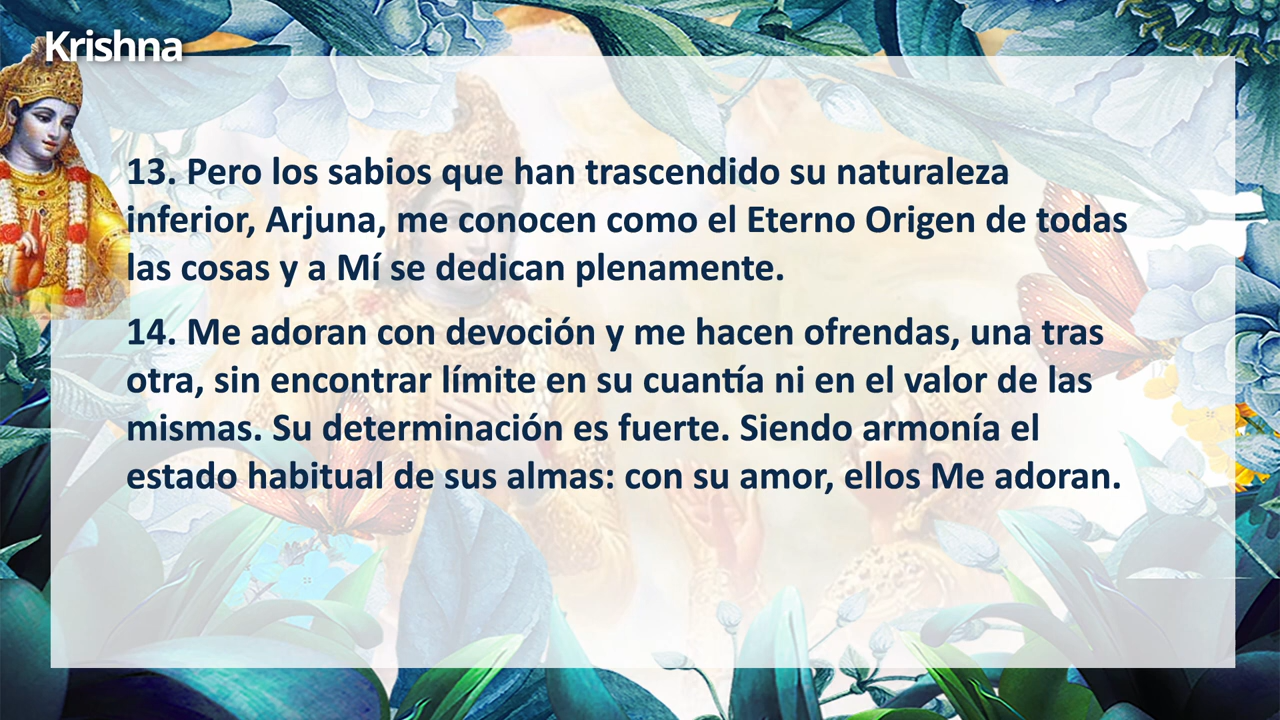 Krishna
13. Pero los sabios que han trascendido su naturaleza
inferior, Arjuna, me conocen como el Eterno Origen de todas
las cosas y a Mí se dedican plenamente.
14. Me adoran con devoción y me hacen ofrendas, una tras
otra, sin encontrar límite en su cuantía ni en el valor de las
mismas. Su determinación es fuerte. Siendo armonía el
estado habitual de sus almas: con su amor, ellos Me adoran.